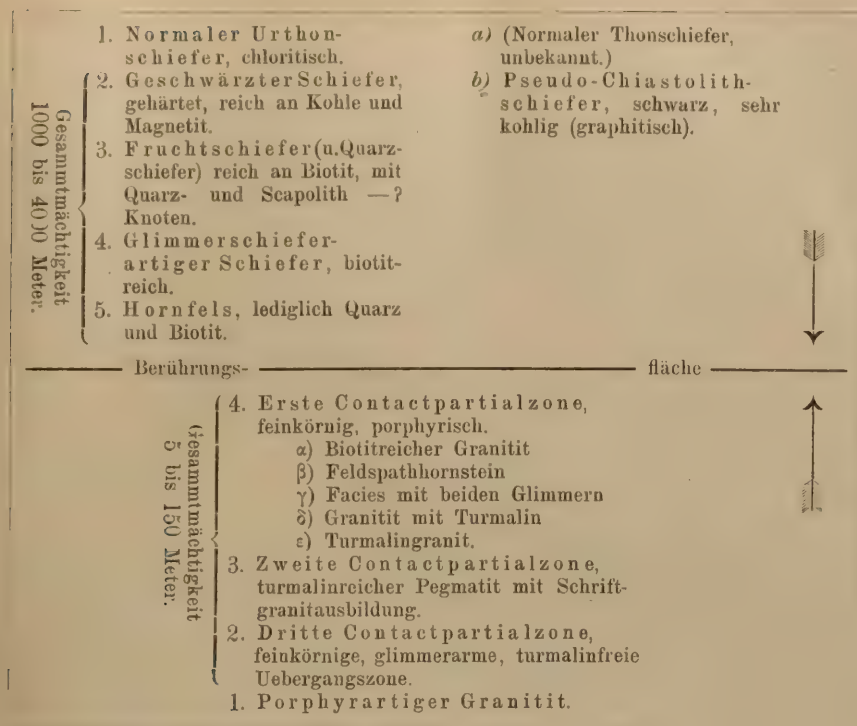 1. Normaler Urthon-
schiefer, chloritisch.
2. Geschwärzter Schiefer,
gehärtet, reich an Kohle und
Magnetit.
3. Fruchtschiefer (u. Quarz-
schiefer) reich an Biotit, mit
Quarz- und Scapolith —?
Knoten.
4. Glimmerschiefer-
artiger Schiefer, biotit-
reich.
5. Hornfels, lediglich Quarz
und Biotit.
Gesammtmächtigkeit
1000 bis 4000 Meter.
a) (Normaler Thonschiefer,
unbekannt.)
b) Pseudo-Chiastolith-
schiefer, schwarz, sehr
kohlig (graphitisch).
Berührungs- fläche
4. Erste Contactpartialzone,
feinkörnig, porphyrisch.
α) Biotitreicher Granitit
β) Feldspathhornstein
γ) Facies mit beiden Glimmern
δ) Granitit mit Turmalin
ε) Turmalingranit.
3. Zweite Contactpartialzone,
turmalinreicher Pegmatit mit Schrift-
granitausbildung.
2. Dritte Contactpartialzone,
feinkörnige, glimmerarme, turmalinfreie
Uebergangszone.
Gesammtmächtigkeit
5 bis 150 Meter.
1. Porphyrartiger Granitit.